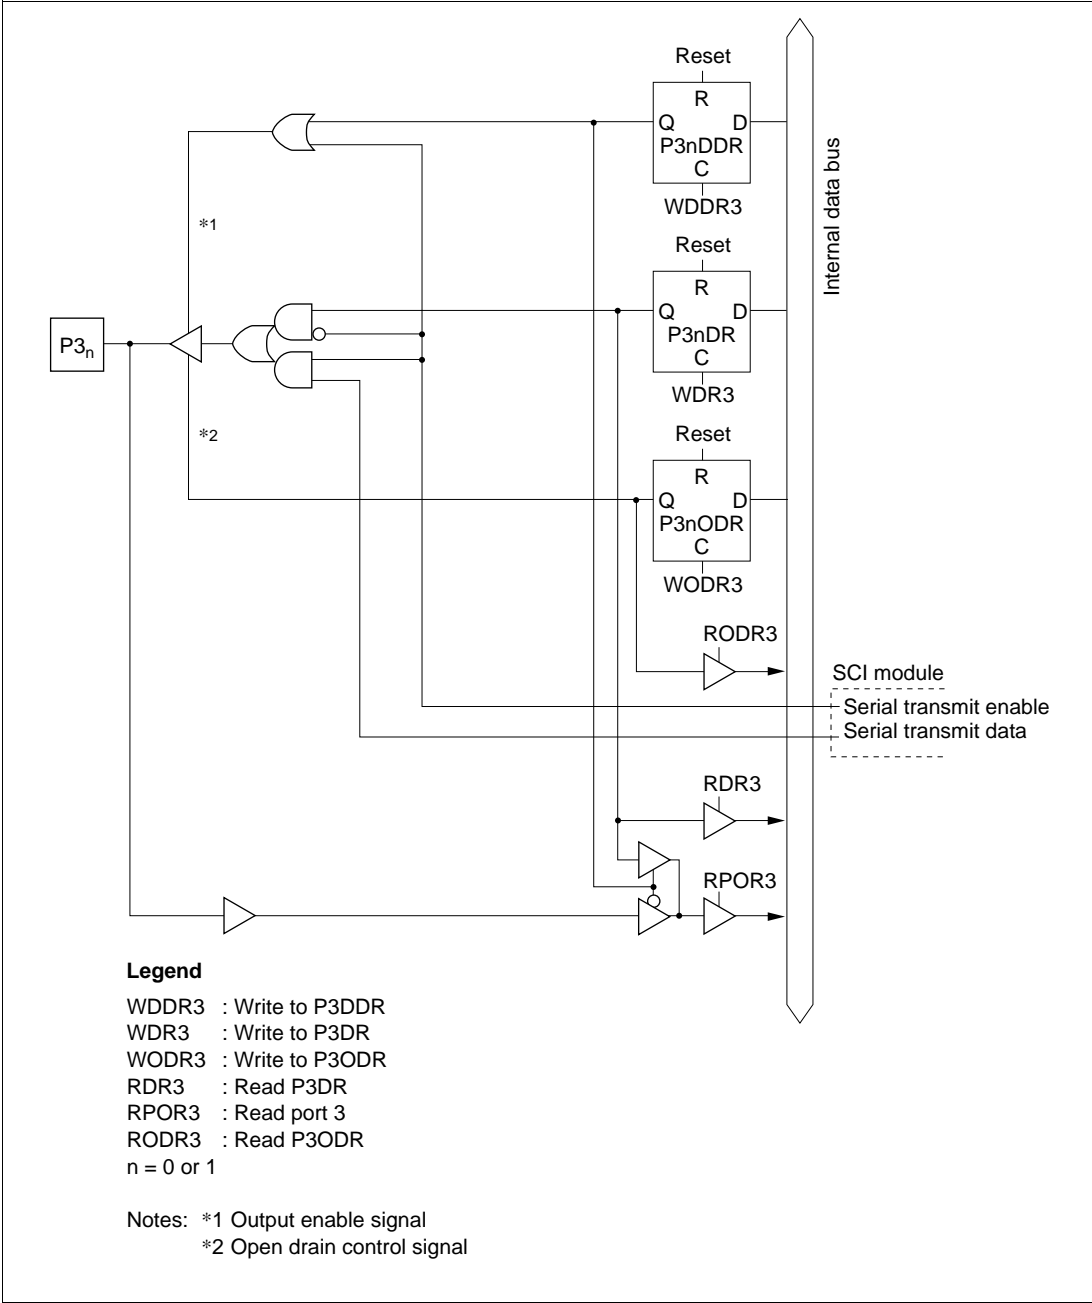 Reset
R
Q D
P3nDDR
C
WDDR3
Internal data bus
*1
Reset
R
Q D
P3nDR
C
WDR3
P3n
*2
Reset
R
Q D
P3nODR
C
WODR3
RODR3
SCI module
Serial transmit enable
Serial transmit data
RDR3
RPOR3
Legend
WDDR3 : Write to P3DDR
WDR3 : Write to P3DR
WODR3 : Write to P3ODR
RDR3 : Read P3DR
RPOR3 : Read port 3
RODR3 : Read P3ODR
n = 0 or 1
Notes: *1 Output enable signal
*2 Open drain control signal